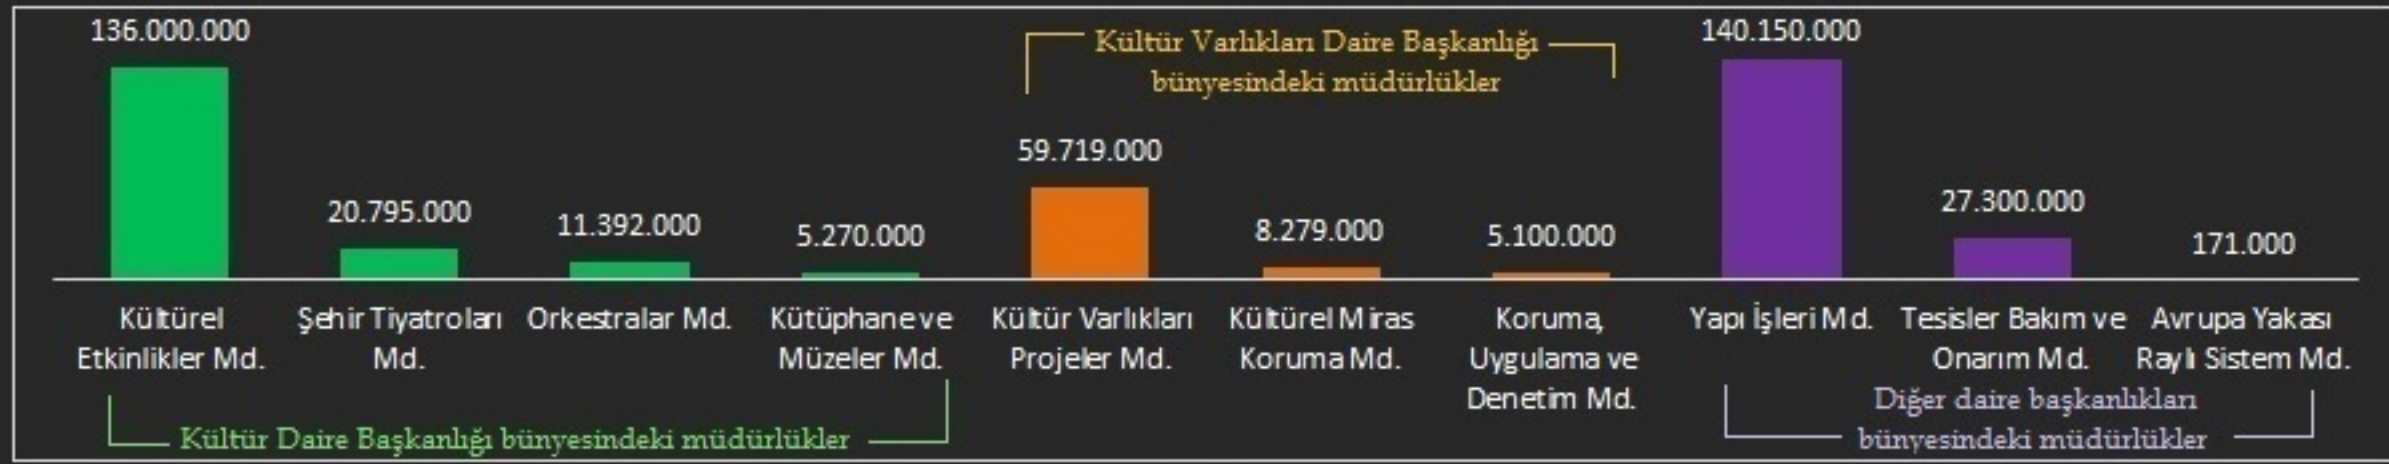 136.000.000
20.795.000
11.392.000
5.270.000
Kültür Varlıkları Daire Başkanlığı
bünyesindeki müdürlükler
59.719.000
8.279.000
5.100.000
140.150.000
27.300.000
171.000
Kültürel
Etkinlikler Md.
Şehir Tiyatroları
Md.
Orkestralar Md.
Kütüphane ve
Müzeler Md.
Kültür Varlıkları
Projeler Md.
Kültürel Miras
Koruma Md.
Koruma,
Uygulama ve
Denetim Md.
Yapı İşleri Md.
Tesisler Bakım ve
Onarım Md.
Avrupa Yakası
Raylı Sistem Md.
Kültür Daire Başkanlığı bünyesindeki müdürlükler
Diğer daire başkanlıkları
bünyesindeki müdürlükler